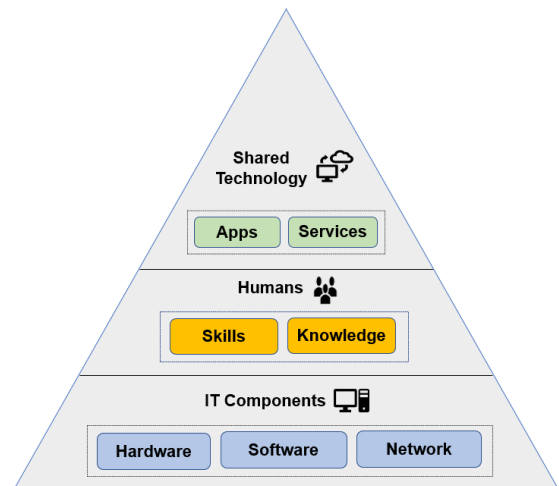 Shared
Technology
Apps
Services
Humans
Skills
Knowledge
IT Components
Hardware
Software
Network